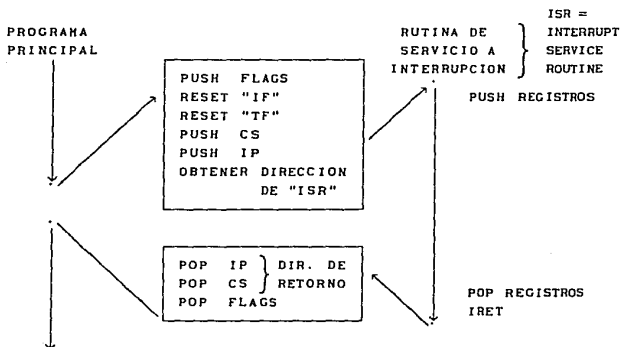 PROGRAMA
PRINCIPAL
PUSH FLAGS
RESET "IF"
RESET "TF"
PUSH CS
PUSH IP
OBTENER DIRECCION
DE "ISR"
RUTINA DE
SERVICIO A
INTERRUPCION
ISR =
INTERRUPT
SERVICE
ROUTINE
PUSH REGISTROS
POP IP
POP CS
POP FLAGS
DIR. DE
RETORNO
POP REGISTROS
IRET